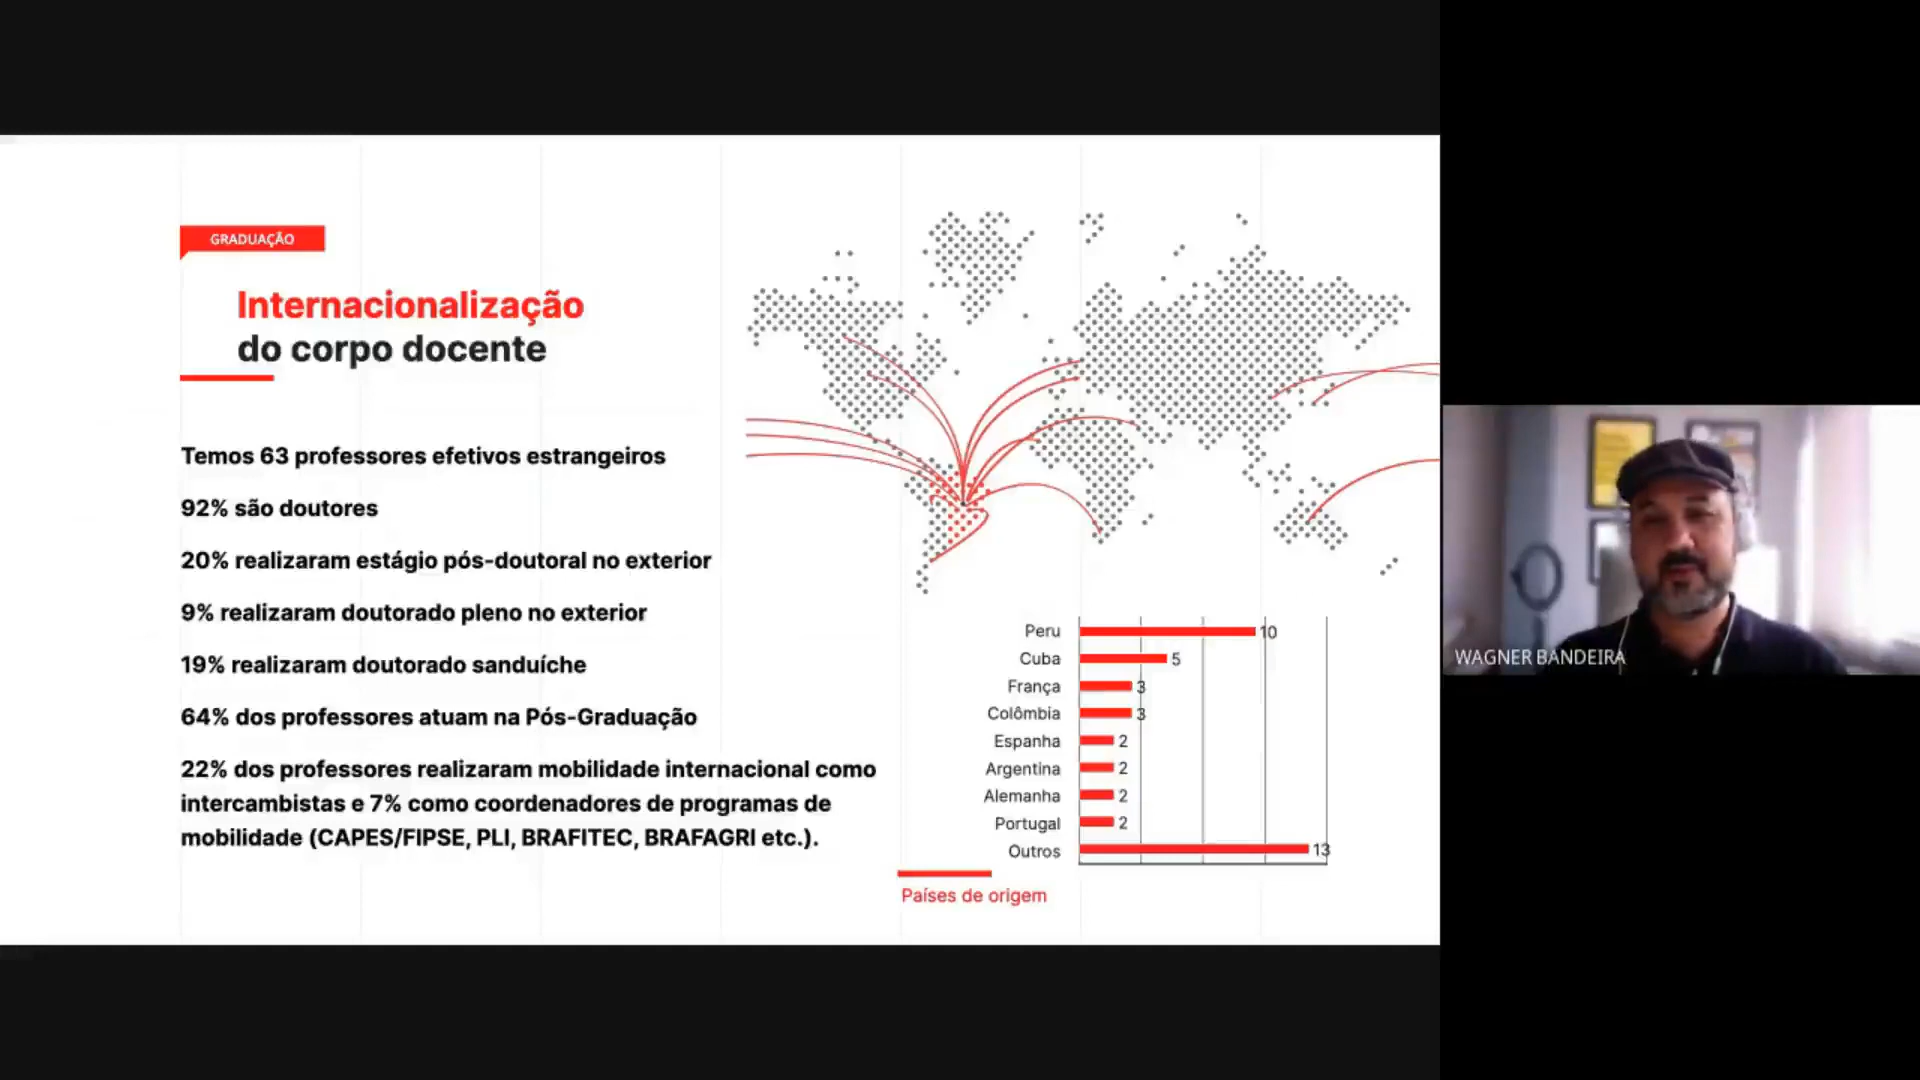 GRADUAÇÃO
Internacionalização
do corpo docente
Temos 63 professores efetivos estrangeiros
92% são doutores
20% realizaram estágio pós-doutoral no exterior
9% realizaram doutorado pleno no exterior
19% realizaram doutorado sanduíche
64% dos professores atuam na Pós-Graduação
22% dos professores realizaram mobilidade internacional como
intercambistas e 7% como coordenadores de programas de
mobilidade (CAPES/FIPSE, PLI, BRAFITEC, BRAFAGRI etc.).
Peru 10
Cuba 5
França 3
Colômbia 3
Espanha 2
Argentina 2
Alemanha 2
Portugal 2
Outros 13
Países de origem
WAGNER BANDEIRA